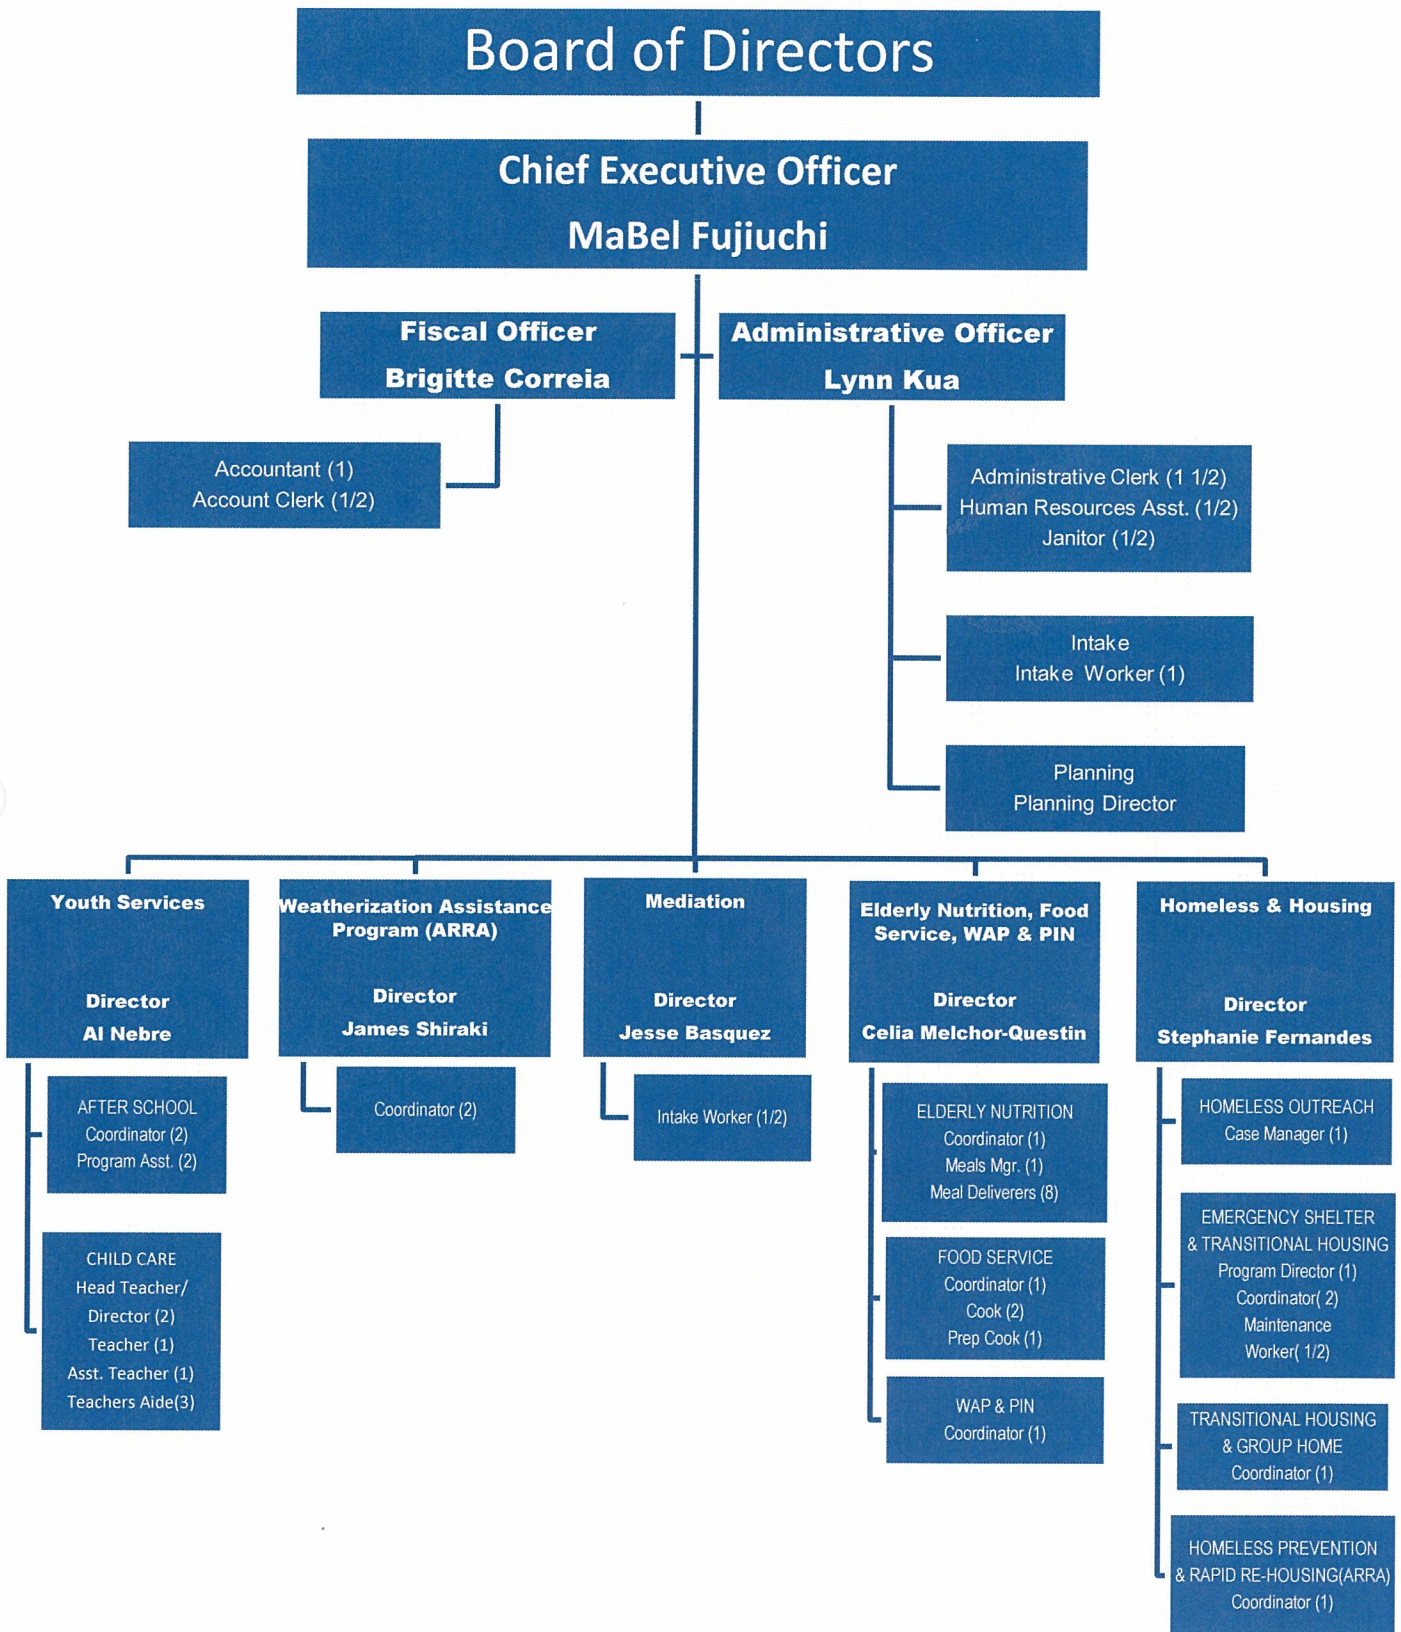 Board of Directors
Chief Executive Officer
MaBel Fujiuchi
Fiscal Officer
Brigitte Correia
Administrative Officer
Lynn Kua
Accountant (1)
Account Clerk (1/2)
Administrative Clerk (1 1/2)
Human Resources Asst. (1/2)
Janitor (1/2)
Intake
Intake Worker (1)
Planning
Planning Director
Youth Services
Director
Al Nebre
AFTER SCHOOL
Coordinator (2)
Program Asst. (2)
CHILD CARE
Head Teacher/
Director (2)
Teacher (1)
Asst. Teacher (1)
Teachers Aide(3)
Weatherization Assistance
Program (ARRA)
Director
James Shiraki
Coordinator (2)
Mediation
Director
Jesse Basquez
Intake Worker (1/2)
Elderly Nutrition, Food
Service, WAP & PIN
Director
Celia Melchor-Questin
ELDERLY NUTRITION
Coordinator (1)
Meals Mgr. (1)
Meal Deliverers (8)
FOOD SERVICE
Coordinator (1)
Cook (2)
Prep Cook (1)
WAP & PIN
Coordinator (1)
Homeless & Housing
Director
Stephanie Fernandes
HOMELESS OUTREACH
Case Manager (1)
EMERGENCY SHELTER
& TRANSITIONAL HOUSING
Program Director (1)
Coordinator( 2)
Maintenance
Worker( 1/2)
TRANSITIONAL HOUSING
& GROUP HOME
Coordinator (1)
HOMELESS PREVENTION
& RAPID RE-HOUSING(ARRA)
Coordinator (1)